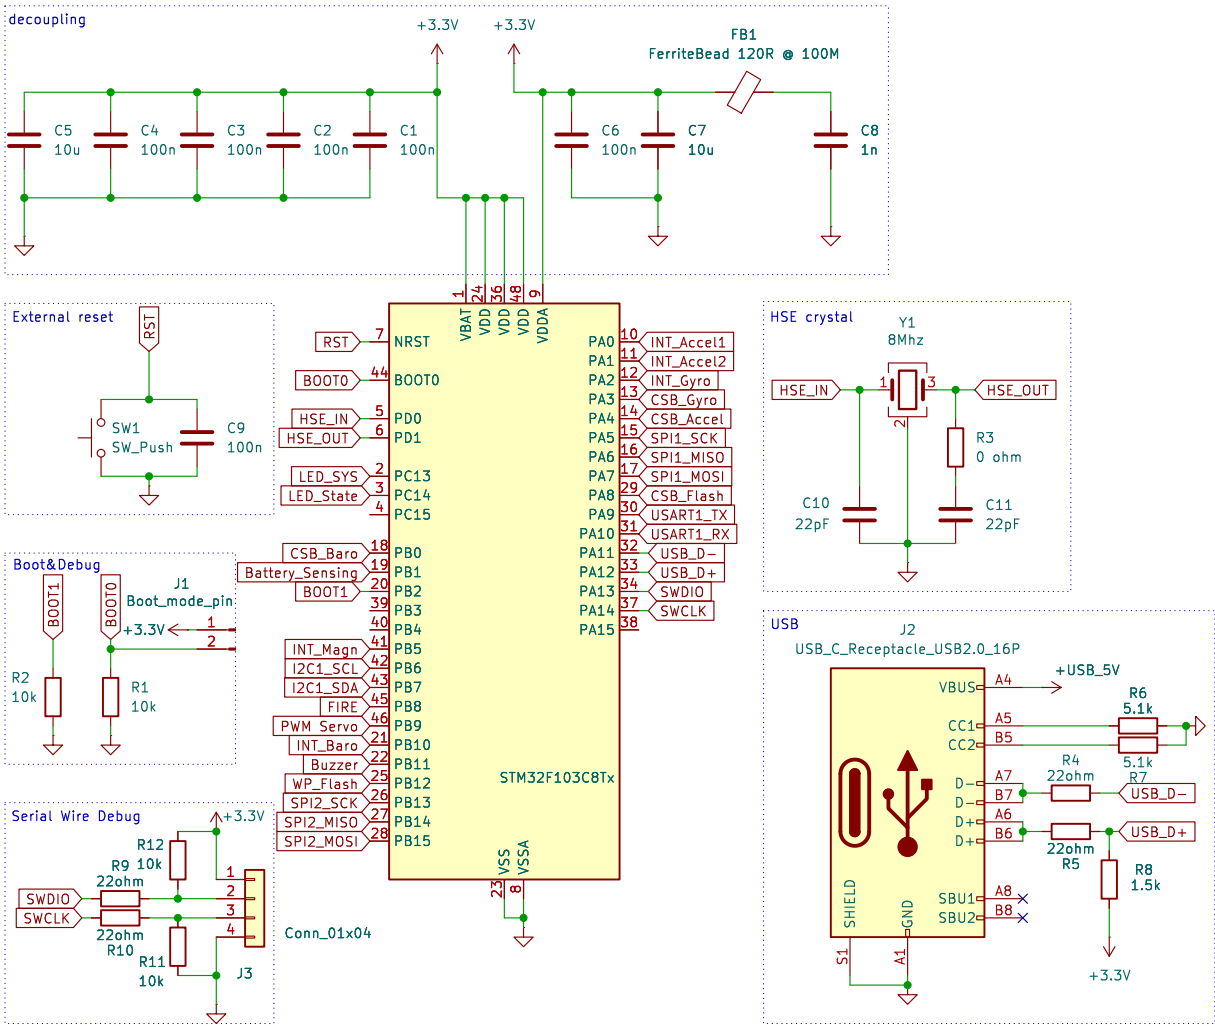 decoupling
+3.3V
+3.3V
FB1
FerriteBead 120R @ 100M
C5
10u
C4
100n
C3
100n
C2
100n
C1
100n
C6
100n
C7
10u
C8
1n
External reset
RST
SW1
SW_Push
C9
100n
Boot&Debug
BOOT1
BOOT0
J1
Boot_mode_pin
+3.3V
1
2
R2
10k
R1
10k
Serial Wire Debug
+3.3V
R12
10k
R9
22ohm
SWDIO
SWCLK
22ohm
R10
R11
10k
1
2
3
4
Conn_01x04
J3
1
24
36
48
9
VBAT
VDD
VDD
VDD
VDDA
RST 7 NRST
BOOT0 44 BOOT0
HSE_IN 5 PD0
HSE_OUT 6 PD1
LED_SYS 2 PC13
LED_State 3 PC14
4 PC15
CSB_Baro 18 PB0
Battery_Sensing 19 PB1
BOOT1 20 PB2
39 PB3
40 PB4
INT_Magn 41 PB5
I2C1_SCL 42 PB6
I2C1_SDA 43 PB7
FIRE 45 PB8
PWM Servo 46 PB9
INT_Baro 21 PB10
Buzzer 22 PB11
WP_Flash 25 PB12
SPI2_SCK 26 PB13
SPI2_MISO 27 PB14
SPI2_MOSI 28 PB15
PA0 10 INT_Accel1
PA1 11 INT_Accel2
PA2 12 INT_Gyro
PA3 13 CSB_Gyro
PA4 14 CSB_Accel
PA5 15 SPI1_SCK
PA6 16 SPI1_MISO
PA7 17 SPI1_MOSI
PA8 29 CSB_Flash
PA9 30 USART1_TX
PA10 31 USART1_RX
PA11 32 USB_D-
PA12 33 USB_D+
PA13 34 SWDIO
PA14 37 SWCLK
PA15 38
STM32F103C8Tx
VSS
VSSA
23
8
HSE crystal
Y1
8Mhz
HSE_IN
1
3
2
HSE_OUT
R3
0 ohm
C10
22pF
C11
22pF
USB
J2
USB_C_Receptacle_USB2.0_16P
VBUS A4
+USB_5V
CC1 A5
CC2 B5
R6
5.1k
5.1k
R7
D- A7
D- B7
D+ A6
D+ B6
R4
22ohm
USB_D-
USB_D+
22ohm
R5
R8
1.5k
+3.3V
SBU1 A8
SBU2 B8
SHIELD
GND
S1
A1